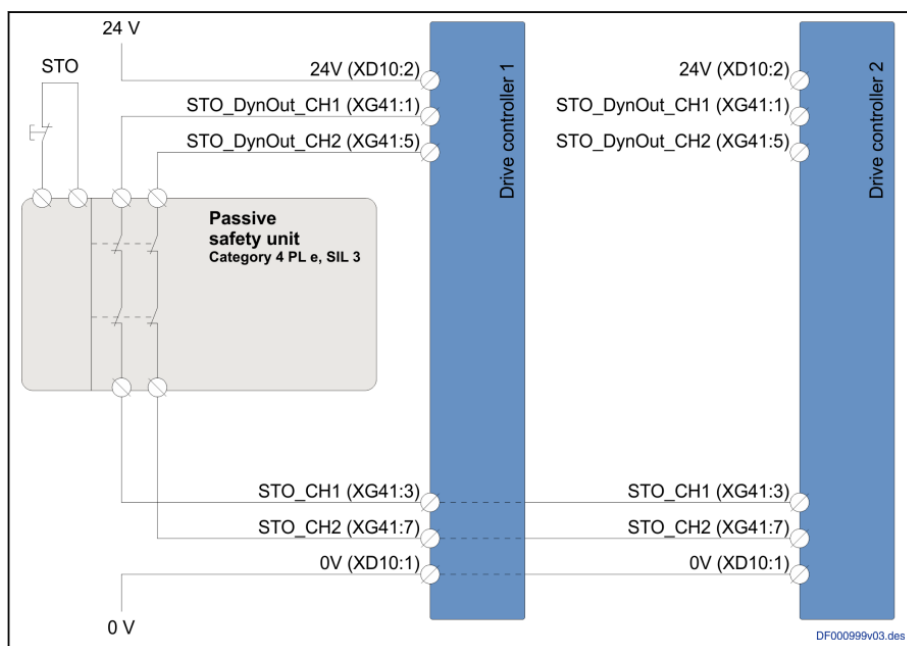 24 V
STO
24V (XD10:2)
STO_DynOut_CH1 (XG41:1)
STO_DynOut_CH2 (XG41:5)
Drive controller 1
24V (XD10:2)
STO_DynOut_CH1 (XG41:1)
STO_DynOut_CH2 (XG41:5)
Drive controller 2
Passive
safety unit
Category 4 PL e, SIL 3
STO_CH1 (XG41:3)
STO_CH2 (XG41:7)
0V (XD10:1)
STO_CH1 (XG41:3)
STO_CH2 (XG41:7)
0V (XD10:1)
0 V
DF000999v03.des